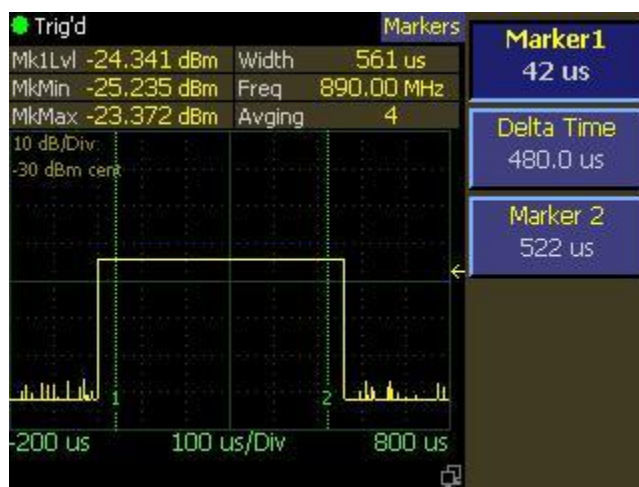 Trig'd Markers
Mk1Lvl -24.341 dBm Width 561 us
MkMin -25.235 dBm Freq 890.00 MHz
MkMax -23.372 dBm Avging 4
10 dB/Div:
-30 dBm cent
1 2
-200 us 100 us/Div 800 us
Marker1
42 us
Delta Time
480.0 us
Marker 2
522 us